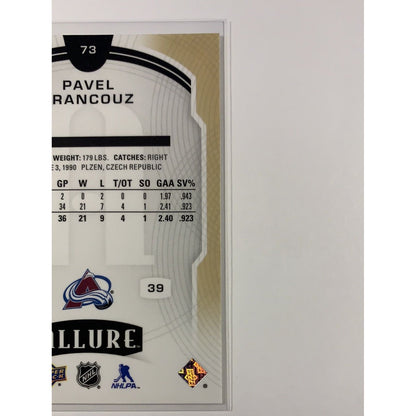 73
PAVEL
RANCOUZ
WEIGHT: 179 LBS. CATCHES: RIGHT
3, 1990 PLZEN, CZECH REPUBLIC
GP W L T/OT SO GAA SV%
2 0 2 0 0 1.97 .943
34 21 7 4 1 2.41 .923
36 21 9 4 1 2.40 .923
39
ALLURE
NHL
NHLPA